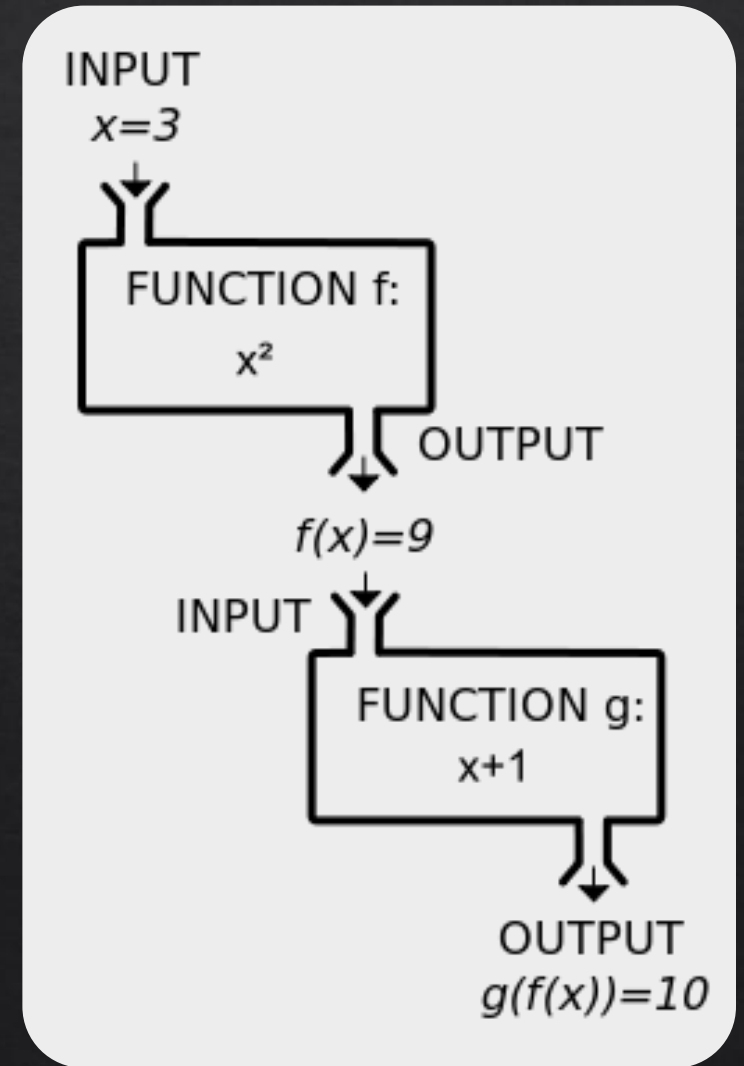 INPUT
x=3
FUNCTION f:
x²
OUTPUT
f(x)=9
INPUT
FUNCTION g:
x+1
OUTPUT
g(f(x))=10